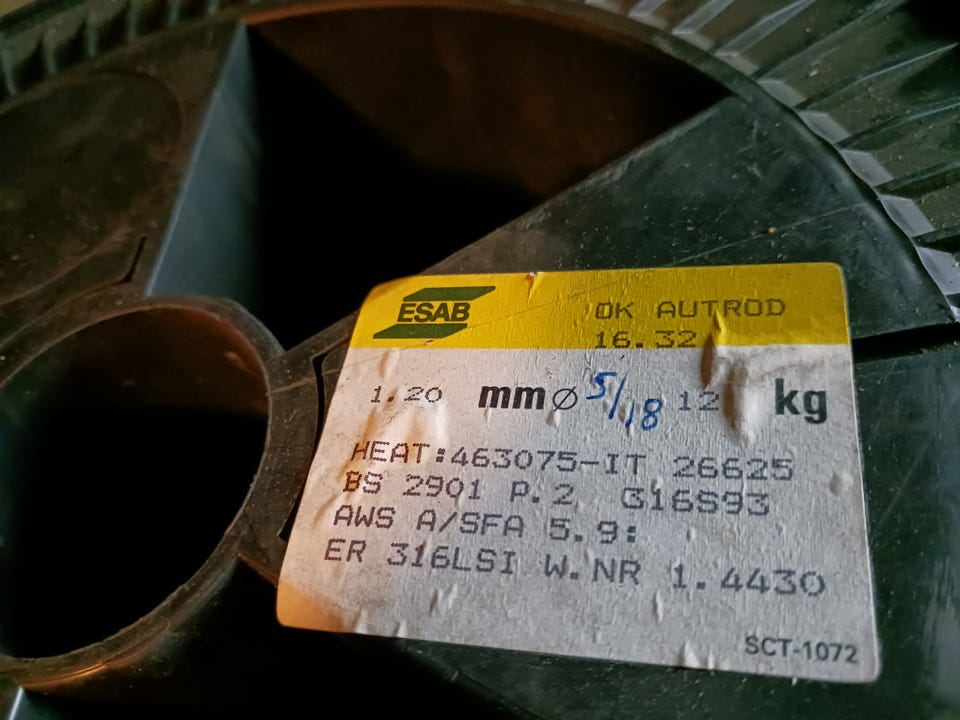 ESAB
OK AUTROD
16.32
1.20 mm ø 5/18 12 kg
HEAT:463075-IT 26625
BS 2901 P.2 316S93
AWS A/SFA 5.9:
ER 316LSI W.NR 1.4430
SCT-1072